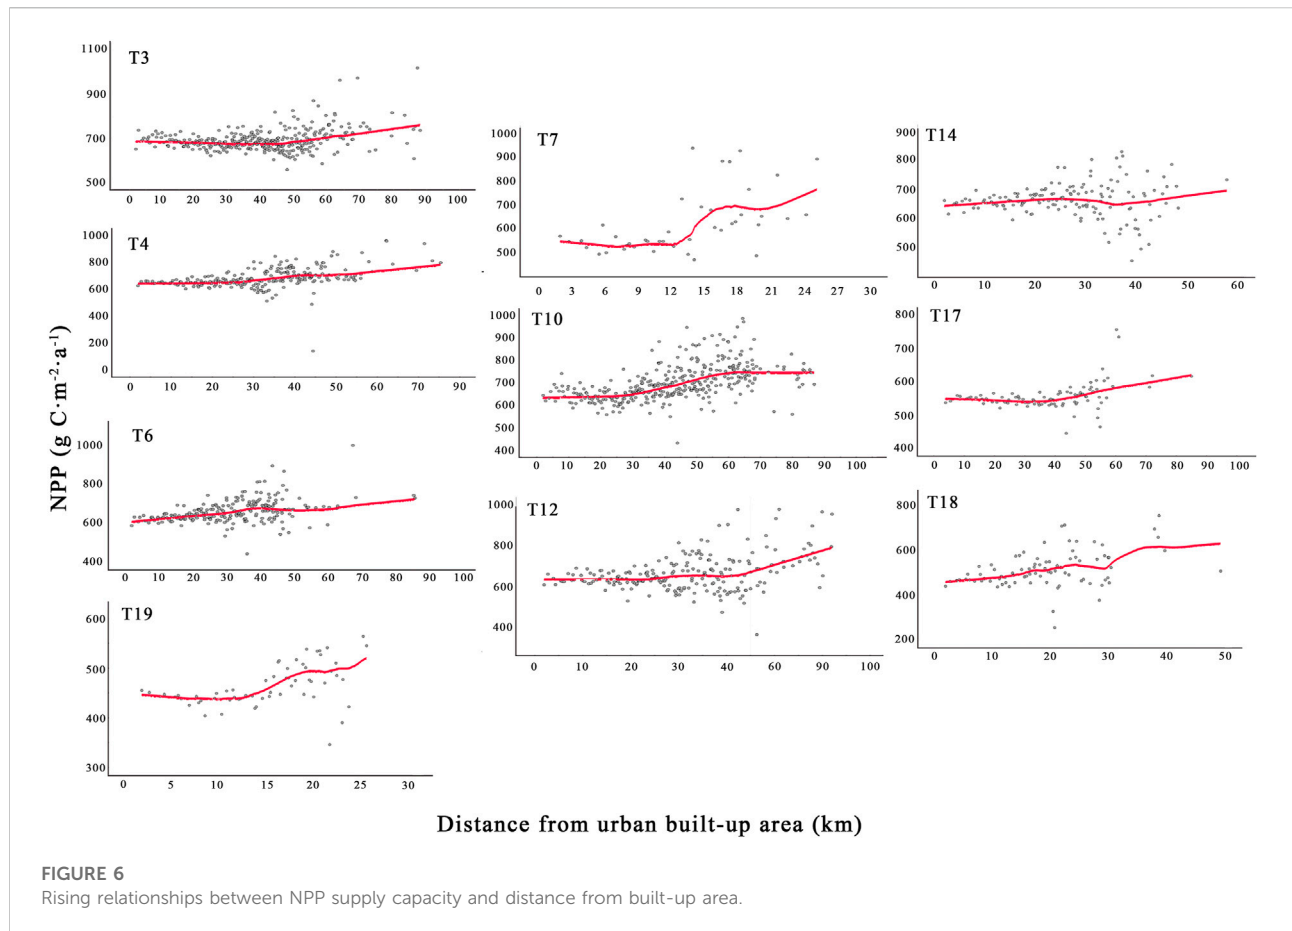 T3
1100
900
700
500
0 10 20 30 40 50 60 70 80 90 100
T4
1000
800
600
400
200
0
0 10 20 30 40 50 60 70 80 90
T6
1000
800
600
400
0 10 20 30 40 50 60 70 80 90 100
T19
600
500
400
300
0 5 10 15 20 25 30
T7
1000
900
800
700
600
500
0 3 6 9 12 15 18 21 24 27 30
T10
1000
900
800
700
600
500
400
0 10 20 30 40 50 60 70 80 90 100
T12
1000
800
600
400
0 10 20 30 40 60 80 90 100
T14
900
800
700
600
500
0 10 20 30 40 50 60
T17
800
700
600
500
400
0 10 20 30 40 50 60 70 80 90 100
T18
800
600
400
200
0 10 20 30 40 50
NPP (g C·m⁻²·a⁻¹)
Distance from urban built-up area (km)
FIGURE 6
Rising relationships between NPP supply capacity and distance from built-up area.